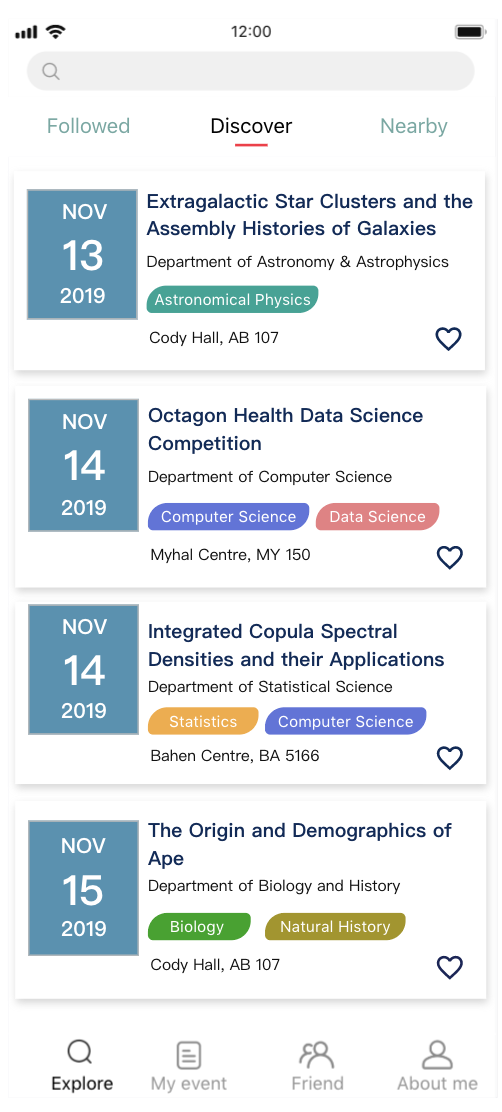 12:00
Followed Discover Nearby
NOV
13
2019
Extragalactic Star Clusters and the
Assembly Histories of Galaxies
Department of Astronomy & Astrophysics
Astronomical Physics
Cody Hall, AB 107
NOV
14
2019
Octagon Health Data Science
Competition
Department of Computer Science
Computer Science Data Science
Myhal Centre, MY 150
NOV
14
2019
Integrated Copula Spectral
Densities and their Applications
Department of Statistical Science
Statistics Computer Science
Bahen Centre, BA 5166
NOV
15
2019
The Origin and Demographics of
Ape
Department of Biology and History
Biology Natural History
Cody Hall, AB 107
Explore My event Friend About me